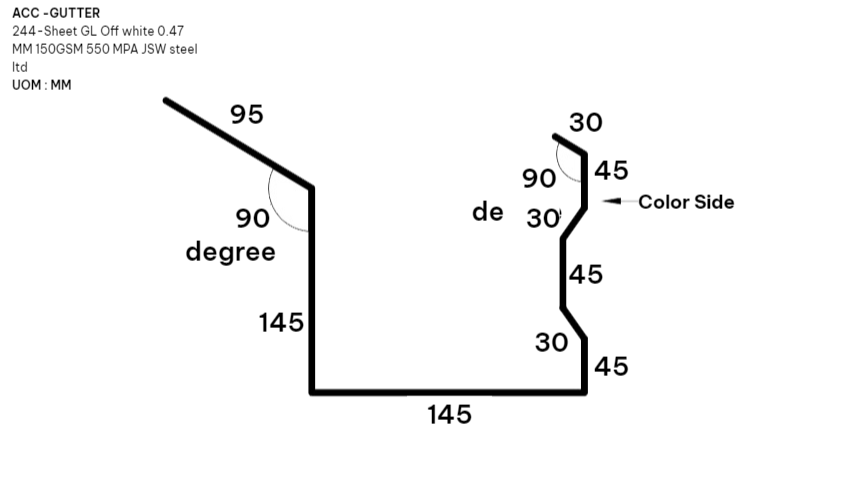 ACC -GUTTER
244-Sheet GL Off white 0.47
MM 150GSM 550 MPA JSW steel
ltd
UOM : MM
95
30
45
90
Color Side
de
30
90
degree
45
145
30
45
145